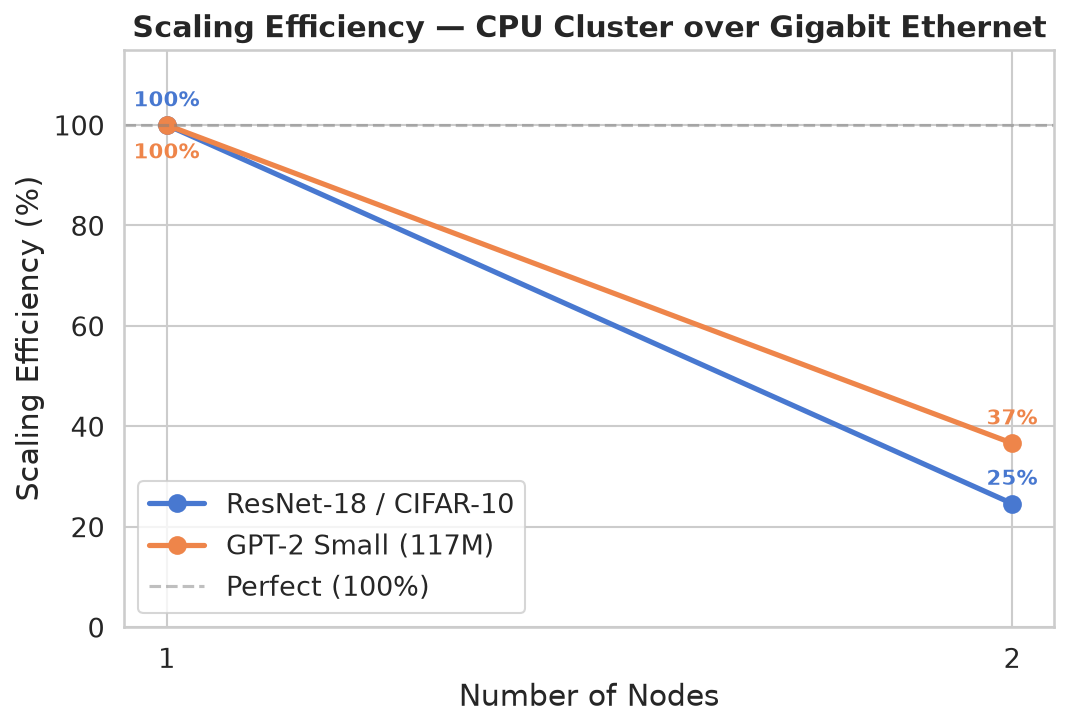 Scaling Efficiency — CPU Cluster over Gigabit Ethernet
Scaling Efficiency (%)
100
80
60
40
20
0
100%
100%
37%
25%
ResNet-18 / CIFAR-10
GPT-2 Small (117M)
Perfect (100%)
1
2
Number of Nodes